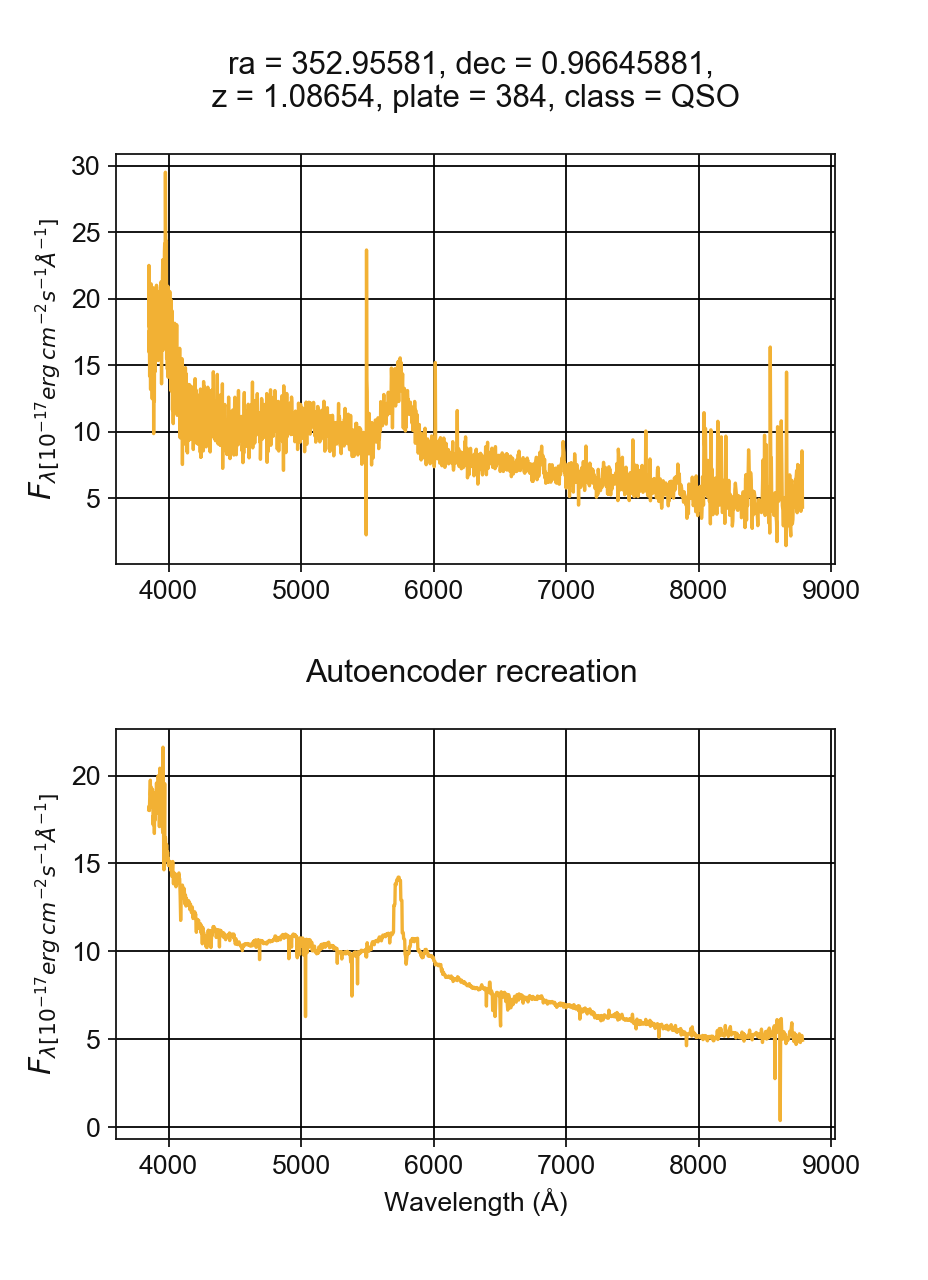 ra = 352.95581, dec = 0.96645881,
z = 1.08654, plate = 384, class = QSO
30
25
20
15
10
5
F_λ[10^{-17} erg cm^{-2} s^{-1} Å^{-1}]
4000 5000 6000 7000 8000 9000
Autoencoder recreation
20
15
10
5
0
F_λ[10^{-17} erg cm^{-2} s^{-1} Å^{-1}]
4000 5000 6000 7000 8000 9000
Wavelength (Å)